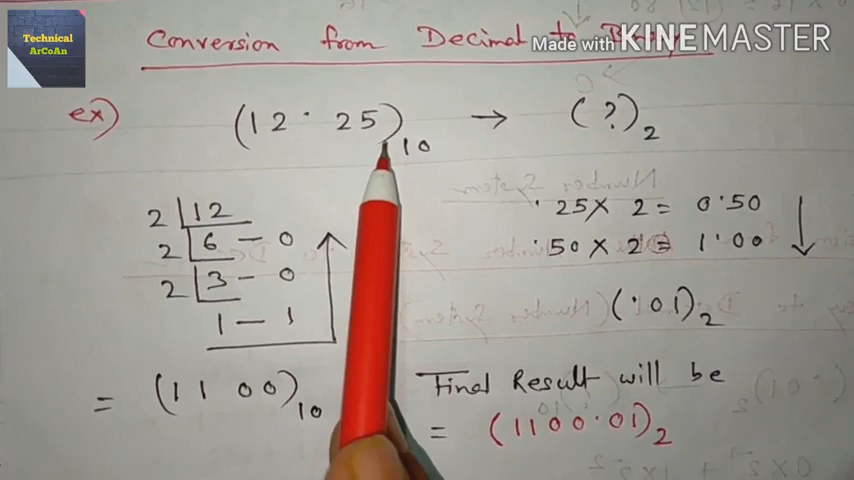 Technical
ArCoAn
Conversion from Decimal to
Made with KINEMASTER
ex) (12.25)10 → (?)2
2 12
2 6 - 0
2 3 - 0
1 - 1
= (1100)10
.25 x 2 = 0.50
.50 x 2 = 1.00
(.01)2
Final Result will be
= (1100.01)2